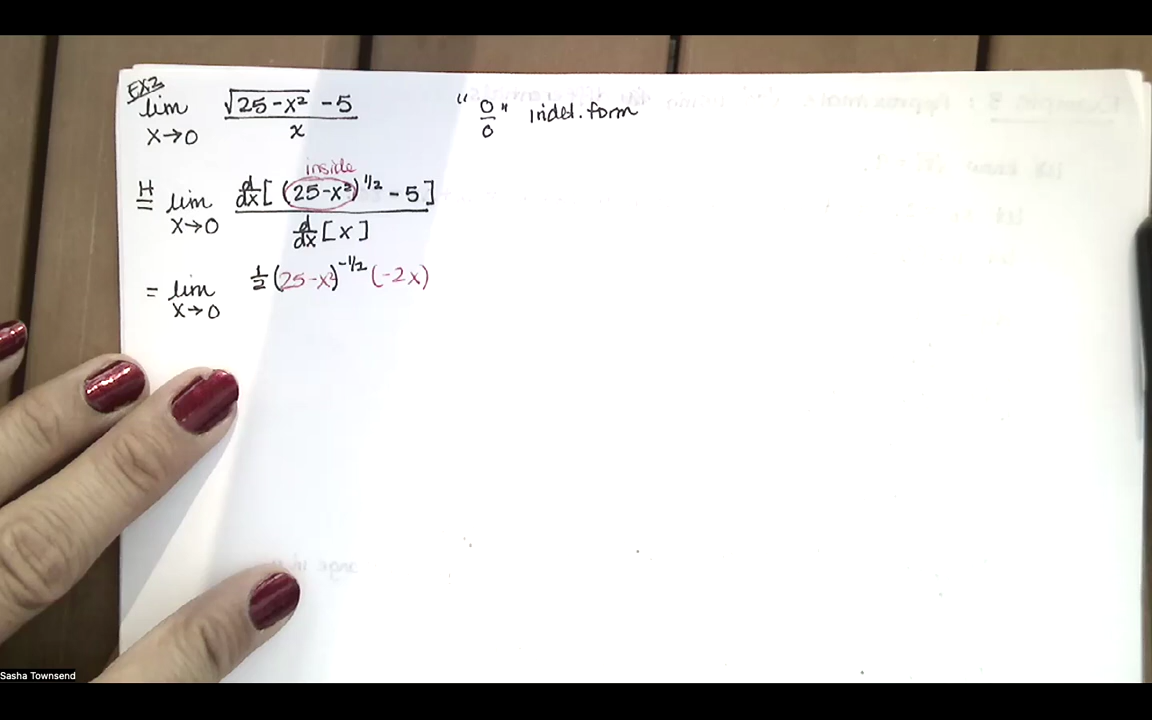 EX2
lim x→0 (√(25-x²) - 5)/x "0/0" indet. form
inside
H= lim x→0 d/dx[(25-x²)^1/2 - 5] / d/dx[x]
= lim x→0 1/2(25-x²)^-1/2 (-2x)
Sasha Townsend